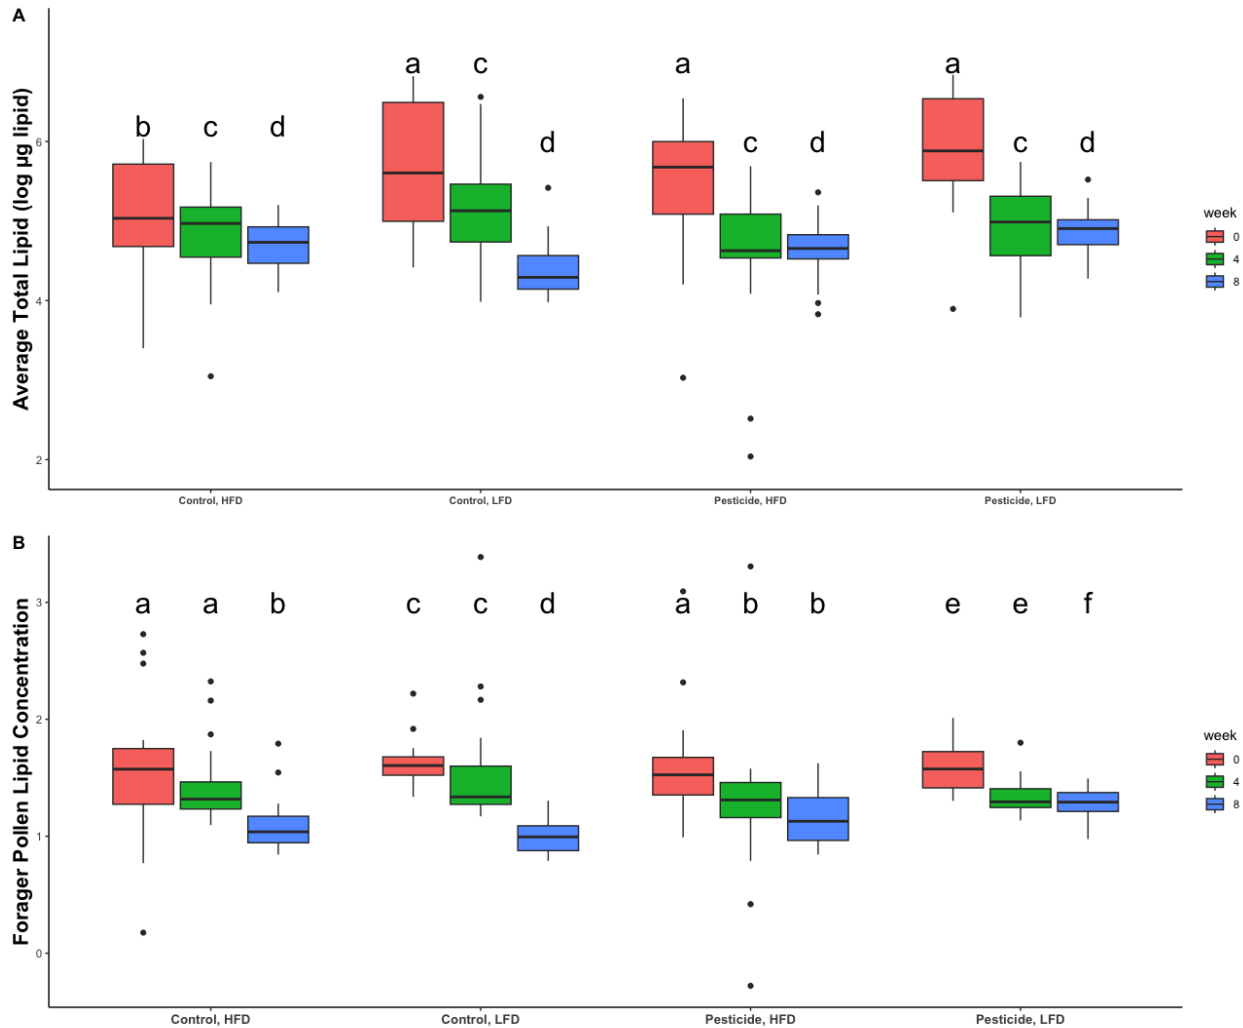 A
Average Total Lipid (log µg lipid)
6
4
2
b c d a c d a c d a c d
Control, HFD Control, LFD Pesticide, HFD Pesticide, LFD
week
0
4
8
B
Forager Pollen Lipid Concentration
3
2
1
0
a a b c c d a b b e e f
Control, HFD Control, LFD Pesticide, HFD Pesticide, LFD
week
0
4
8